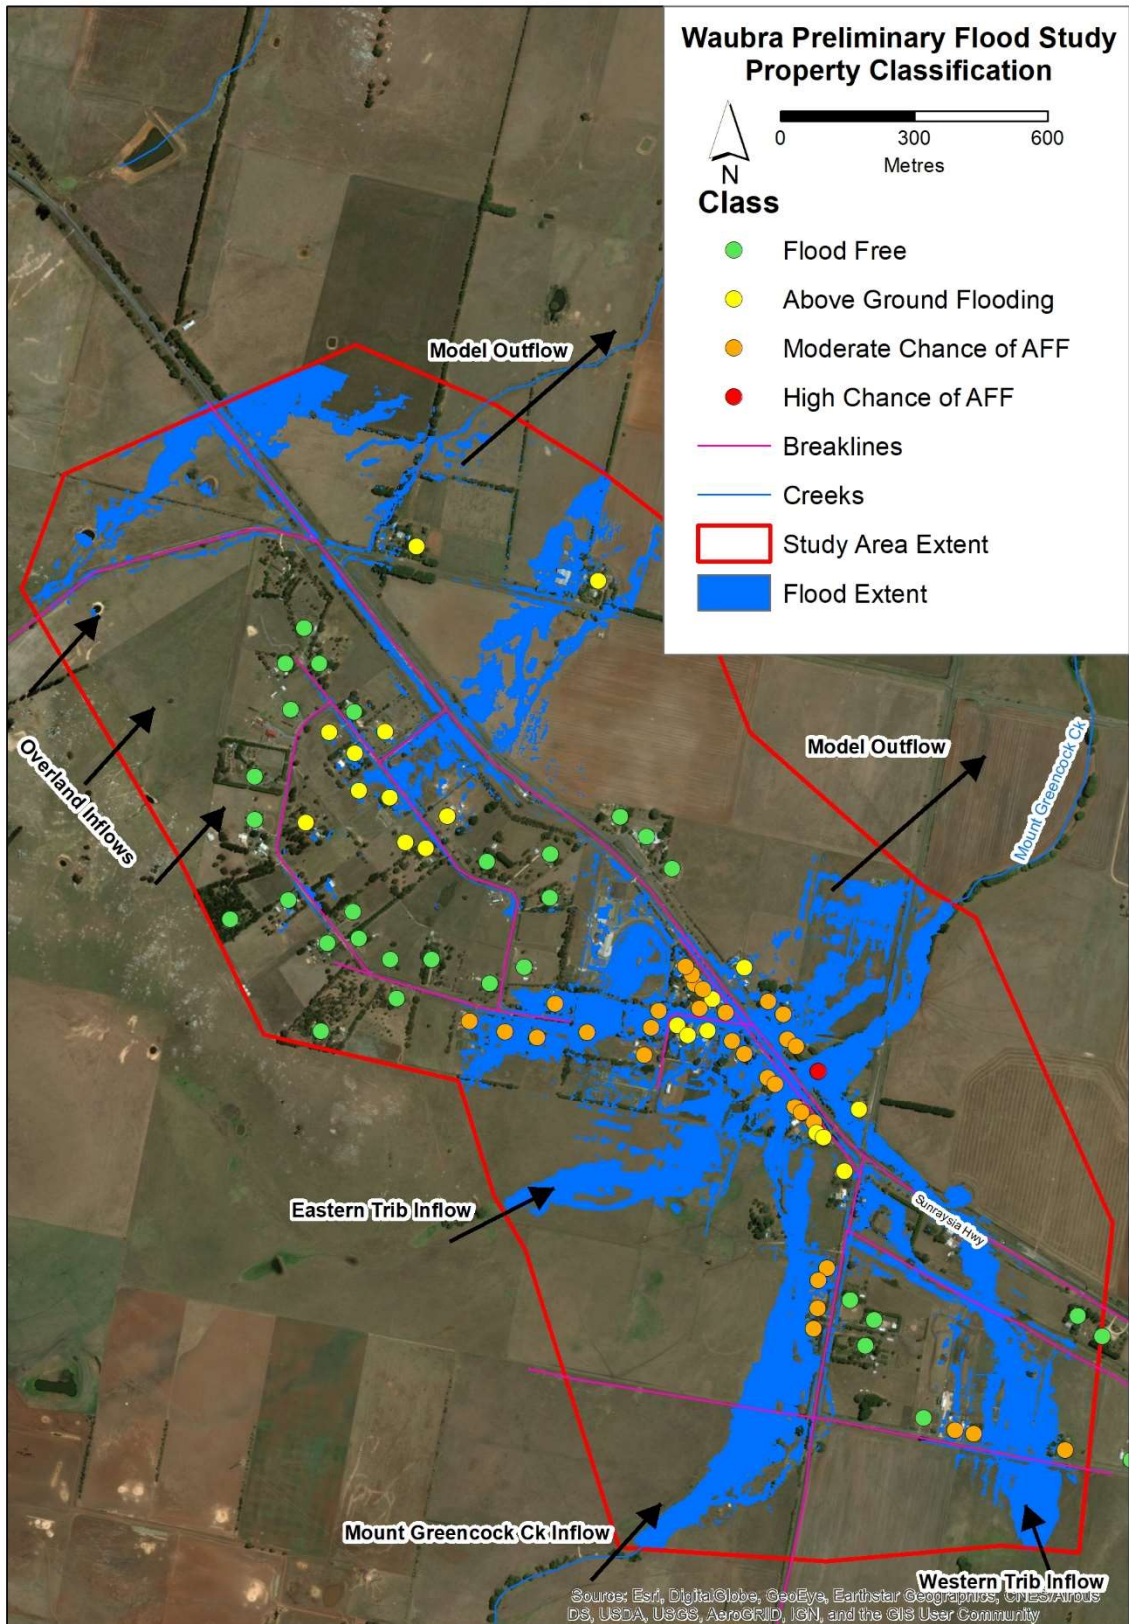 Waubra Preliminary Flood Study
Property Classification
0 300 600
Metres
N
Class
Flood Free
Above Ground Flooding
Moderate Chance of AFF
High Chance of AFF
Breaklines
Creeks
Study Area Extent
Flood Extent
Model Outflow
Overland Inflows
Model Outflow
Mount Greencock Ck
Eastern Trib Inflow
Sunraysia Hwy
Mount Greencock Ck Inflow
Western Trib Inflow
Source: Esri, DigitalGlobe, GeoEye, Earthstar Geographics, CNES/Airbus
DS, USDA, USGS, AeroGRID, IGN, and the GIS User Community